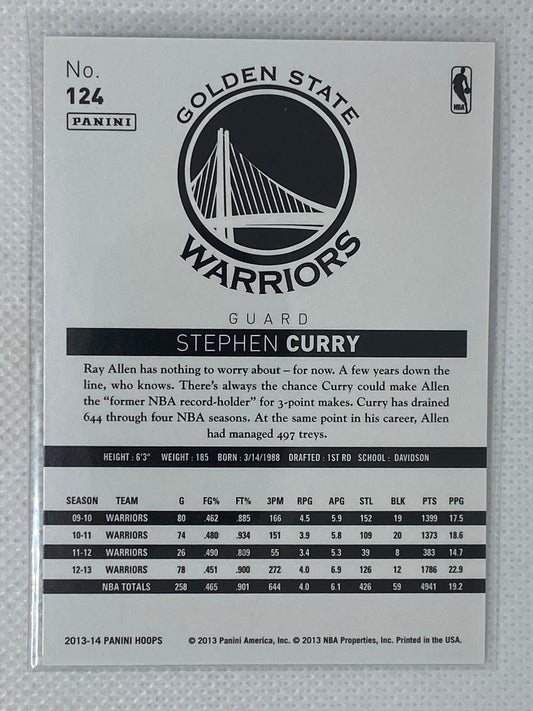 No.
124
PANINI
GOLDEN STATE
WARRIORS
NBA
GUARD
STEPHEN CURRY
Ray Allen has nothing to worry about – for now. A few years down the
line, who knows. There's always the chance Curry could make Allen
the “former NBA record-holder” for 3-point makes. Curry has drained
644 through four NBA seasons. At the same point in his career, Allen
had managed 497 treys.
HEIGHT: 6'3" WEIGHT: 185 BORN: 3/14/1988 DRAFTED: 1ST RD SCHOOL: DAVIDSON
SEASON TEAM G FG% FT% 3PM RPG APG STL BLK PTS PPG
09-10 WARRIORS 80 .462 .885 166 4.5 5.9 152 19 1399 17.5
10-11 WARRIORS 74 .480 .934 151 3.9 5.8 109 20 1373 18.6
11-12 WARRIORS 26 .490 .809 55 3.4 5.3 39 8 383 14.7
12-13 WARRIORS 78 .451 .900 272 4.0 6.9 126 12 1786 22.9
NBA TOTALS 258 .465 .901 644 4.0 6.1 426 59 4941 19.2
2013-14 PANINI HOOPS © 2013 Panini America, Inc. © 2013 NBA Properties, Inc. Printed in the USA.